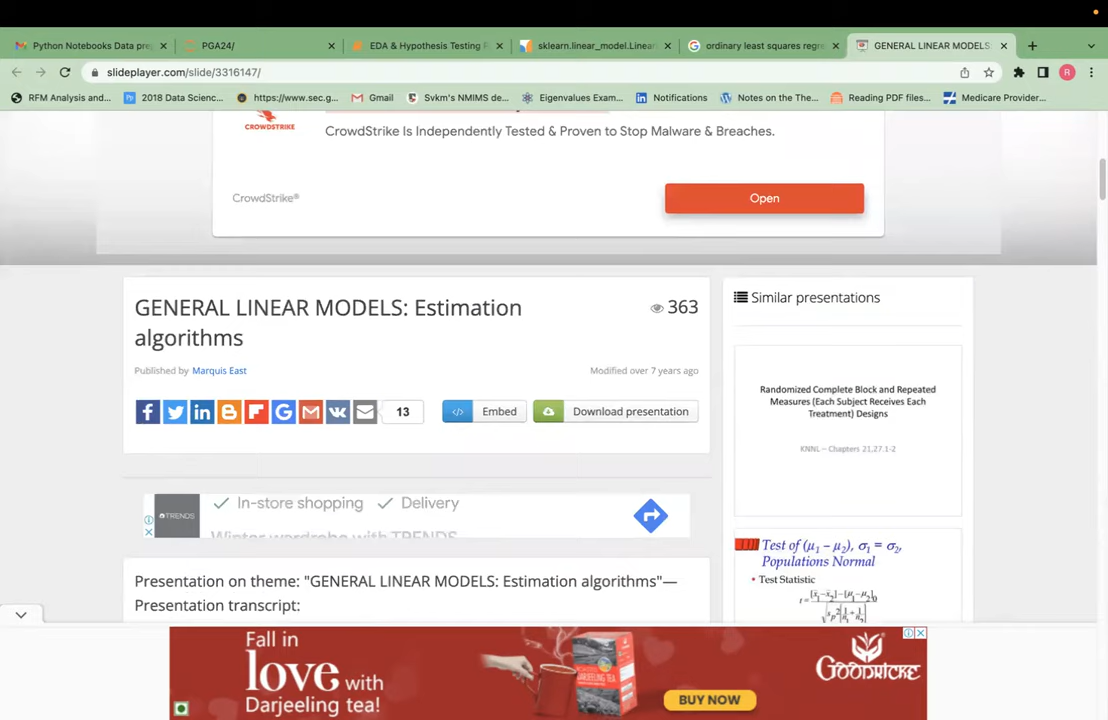 Python Notebooks Data prep
PGA24/
EDA & Hypothesis Testing
sklearn.linear_model.Linear
ordinary least squares regre
GENERAL LINEAR MODELS:
slideplayer.com/slide/3316147/
R
RFM Analysis and...
2018 Data Scienc...
https://www.sec.g...
Gmail
Svkm's NMIMS de...
Eigenvalues Exam...
Notifications
Notes on the The...
Reading PDF files...
Medicare Provider...
CROWDSTRIKE
CrowdStrike Is Independently Tested & Proven to Stop Malware & Breaches.
CrowdStrike®
Open
GENERAL LINEAR MODELS: Estimation
algorithms
363
Published by Marquis East
Modified over 7 years ago
13
Embed
Download presentation
Similar presentations
Randomized Complete Block and Repeated
Measures (Each Subject Receives Each
Treatment) Designs
KNNL – Chapters 21,27.1-2
TRENDS
In-store shopping
Delivery
Winter wardrobe with TRENDS
Test of (μ1 – μ2), σ1 = σ2,
Populations Normal
• Test Statistic
Presentation on theme: "GENERAL LINEAR MODELS: Estimation algorithms"—
Presentation transcript:
Fall in
love with
Darjeeling tea!
BUY NOW
GOODRICKE